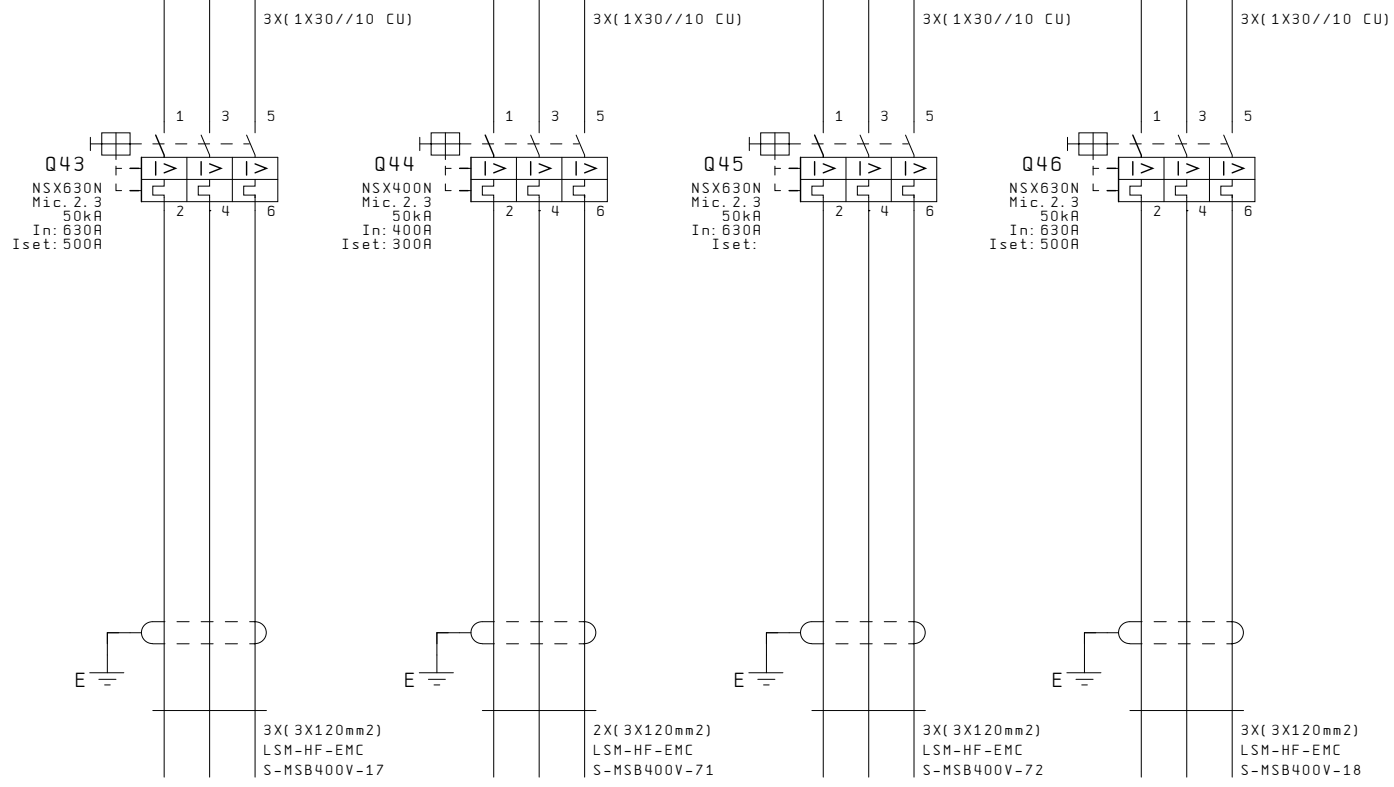 3X(1X30//10 CU)
3X(1X30//10 CU)
3X(1X30//10 CU)
3X(1X30//10 CU)
1 3 5
1 3 5
1 3 5
1 3 5
Q43
NSX630N
Mic.2.3
50kA
In:630A
Iset:500A
2 4 6
Q44
NSX400N
Mic.2.3
50kA
In:400A
Iset:300A
2 4 6
Q45
NSX630N
Mic.2.3
50kA
In:630A
Iset:
2 4 6
Q46
NSX630N
Mic.2.3
50kA
In:630A
Iset:500A
2 4 6
E
3X(3X120mm2)
LSM-HF-EMC
S-MSB400V-17
E
2X(3X120mm2)
LSM-HF-EMC
S-MSB400V-71
E
3X(3X120mm2)
LSM-HF-EMC
S-MSB400V-72
E
3X(3X120mm2)
LSM-HF-EMC
S-MSB400V-18